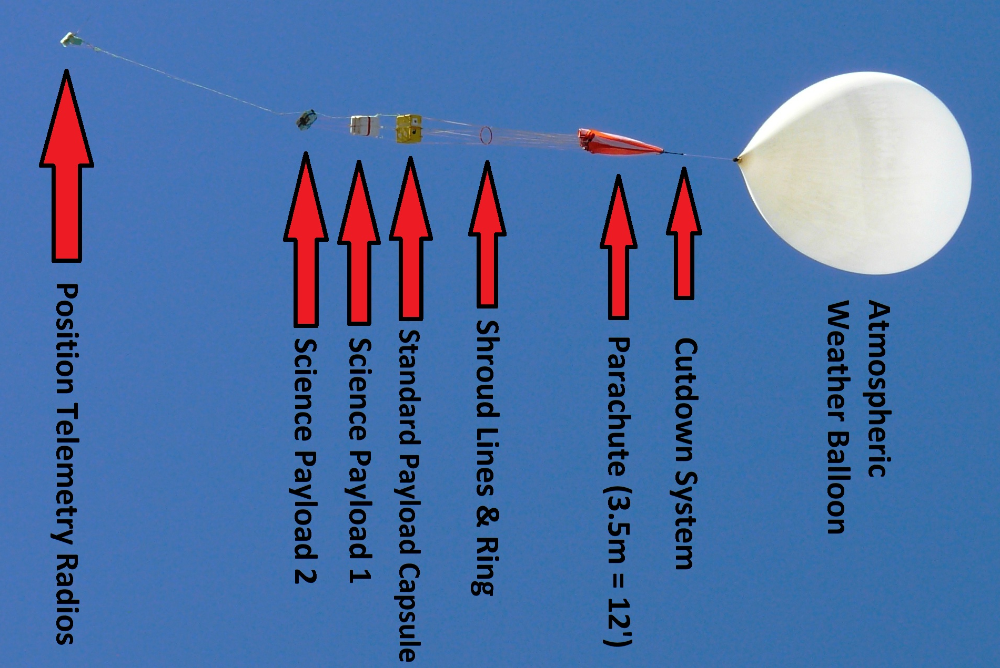 Atmospheric
Weather Balloon
Cutdown System
Parachute (3.5m = 12')
Shroud Lines & Ring
Standard Payload Capsule
Science Payload 1
Science Payload 2
Position Telemetry Radios